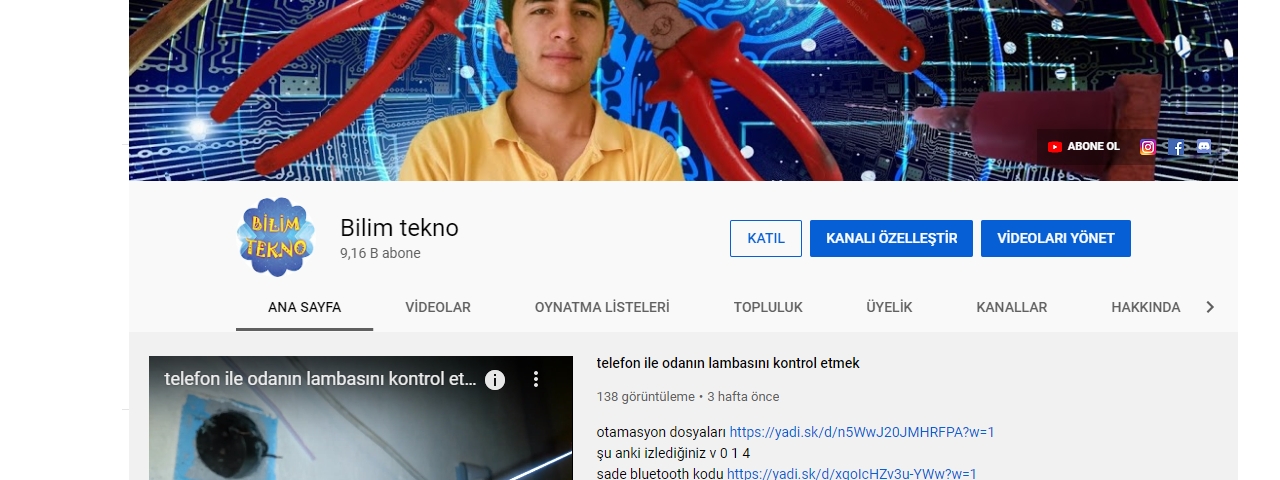 ABONE OL
BİLİM
TEKNO
Bilim tekno
9,16 B abone
KATIL
KANALI ÖZELLEŞTİR
VİDEOLARI YÖNET
ANA SAYFA
VİDEOLAR
OYNATMA LİSTELERİ
TOPLULUK
ÜYELİK
KANALLAR
HAKKINDA
telefon ile odanın lambasını kontrol et...
telefon ile odanın lambasını kontrol etmek
138 görüntüleme • 3 hafta önce
otamasyon dosyaları https://yadi.sk/d/n5WwJ20JMHRFPA?w=1
şu anki izlediğiniz v 0 1 4
sade bluetooth kodu https://yadi.sk/d/xqoIcHZv3u-YWw?w=1